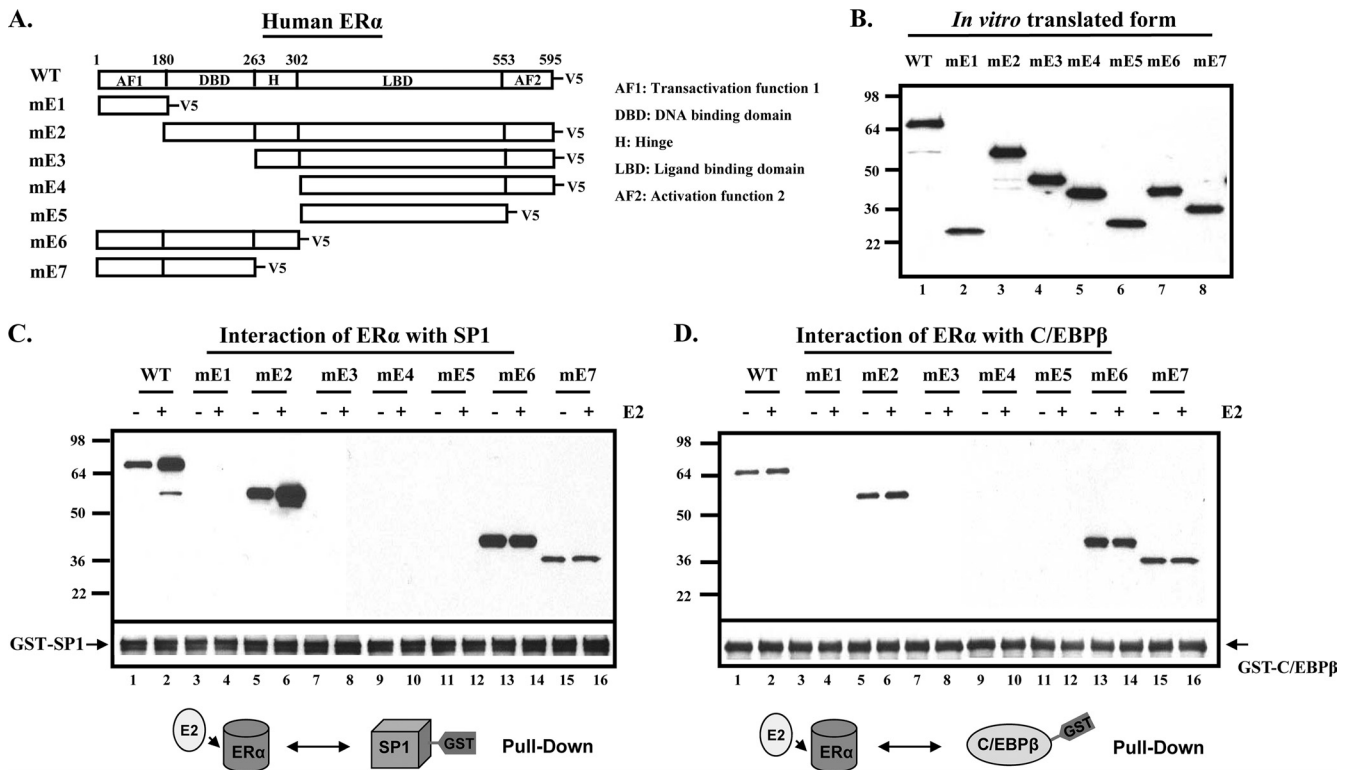 A.
Human ERα
1 180 263 302 553 595
WT AF1 DBD H LBD AF2 V5
mE1 V5
mE2 V5
mE3 V5
mE4 V5
mE5 V5
mE6 V5
mE7 V5
AF1: Transactivation function 1
DBD: DNA binding domain
H: Hinge
LBD: Ligand binding domain
AF2: Activation function 2
B.
In vitro translated form
WT mE1 mE2 mE3 mE4 mE5 mE6 mE7
98
64
50
36
22
1 2 3 4 5 6 7 8
C.
Interaction of ERα with SP1
WT mE1 mE2 mE3 mE4 mE5 mE6 mE7
- + - + - + - + - + - + - + - + E2
98
64
50
36
22
GST-SP1
1 2 3 4 5 6 7 8 9 10 11 12 13 14 15 16
E2 ERα SP1 GST Pull-Down
D.
Interaction of ERα with C/EBPβ
WT mE1 mE2 mE3 mE4 mE5 mE6 mE7
- + - + - + - + - + - + - + - + E2
98
64
50
36
22
GST-C/EBPβ
1 2 3 4 5 6 7 8 9 10 11 12 13 14 15 16
E2 ERα C/EBPβ GST Pull-Down